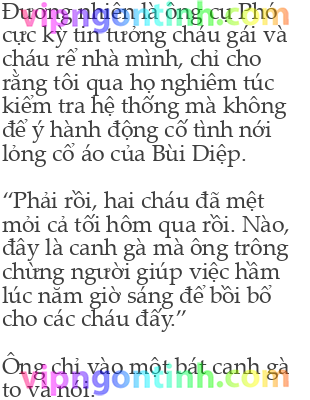 Đương nhiên là ông cụ Phó
cực kỳ tin tưởng cháu gái và
cháu rể nhà mình, chỉ cho
rằng tôi qua họ nghiêm túc
kiểm tra hệ thống mà không
để ý hành động cố tình nới
lỏng cổ áo của Bùi Diệp.

“Phải rồi, hai cháu đã mệt
mỏi cả tối hôm qua rồi. Nào,
đây là canh gà mà ông trông
chừng người giúp việc hầm
lúc năm giờ sáng để bồi bổ
cho các cháu đấy.”

Ông chỉ vào một bát canh gà
to và nói.
vipngontinh.com
vipngontinh.com